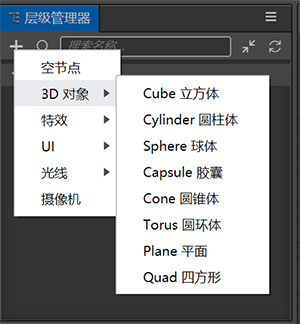 层级管理器
搜索名称...
空节点
3D 对象
特效
UI
光线
摄像机
Cube 立方体
Cylinder 圆柱体
Sphere 球体
Capsule 胶囊
Cone 圆锥体
Torus 圆环体
Plane 平面
Quad 四方形